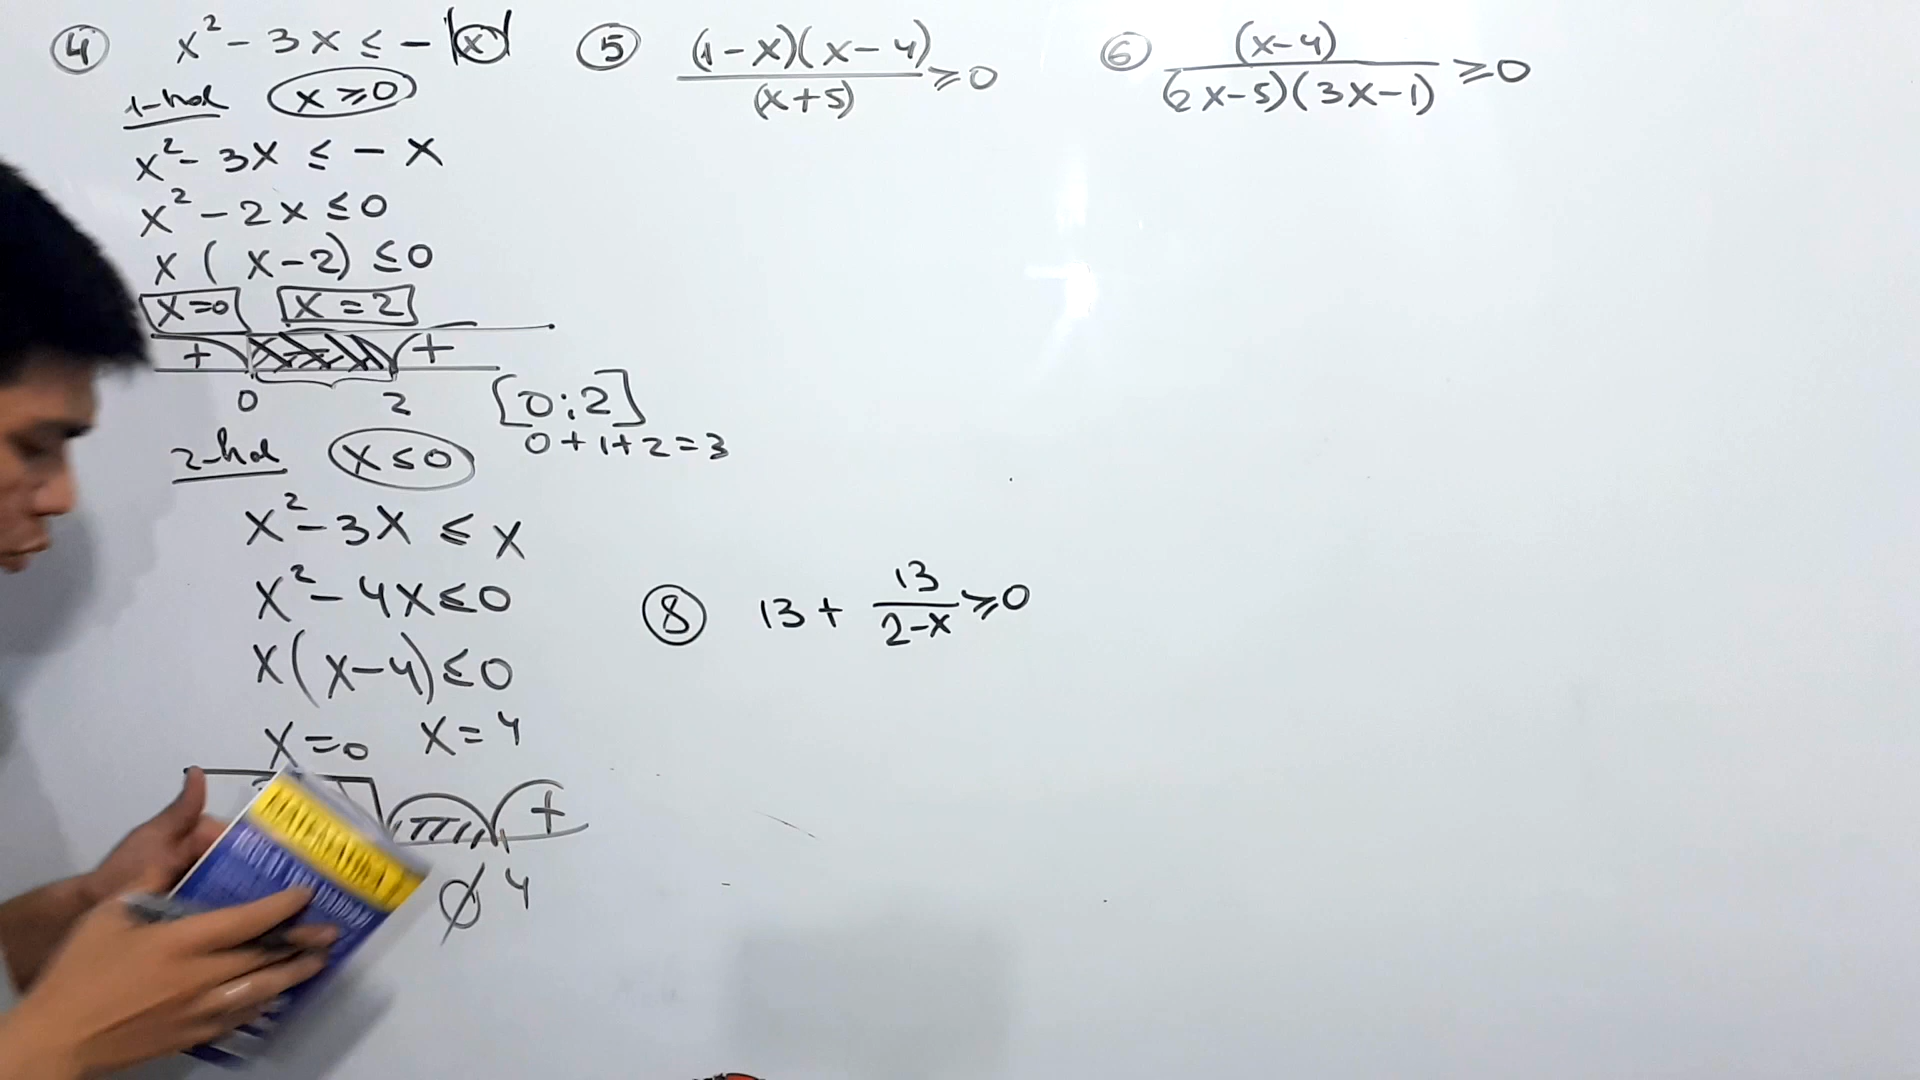 ④ x² - 3x ≤ - |x|
1-hol x ≥ 0
x² - 3x ≤ - x
x² - 2x ≤ 0
x ( x - 2) ≤ 0
x = 0 x = 2
+ +
0 2 [0;2]
0 + 1 + 2 = 3
2-hol x ≤ 0
x² - 3x ≤ x
x² - 4x ≤ 0
x(x-4) ≤ 0
x = 0 x = 4
+
∅ 4
⑤ (1-x)(x-4)/(x+5) ≥ 0
⑥ (x-4)/(2x-5)(3x-1) ≥ 0
⑧ 13 + 13/2-x ≥ 0